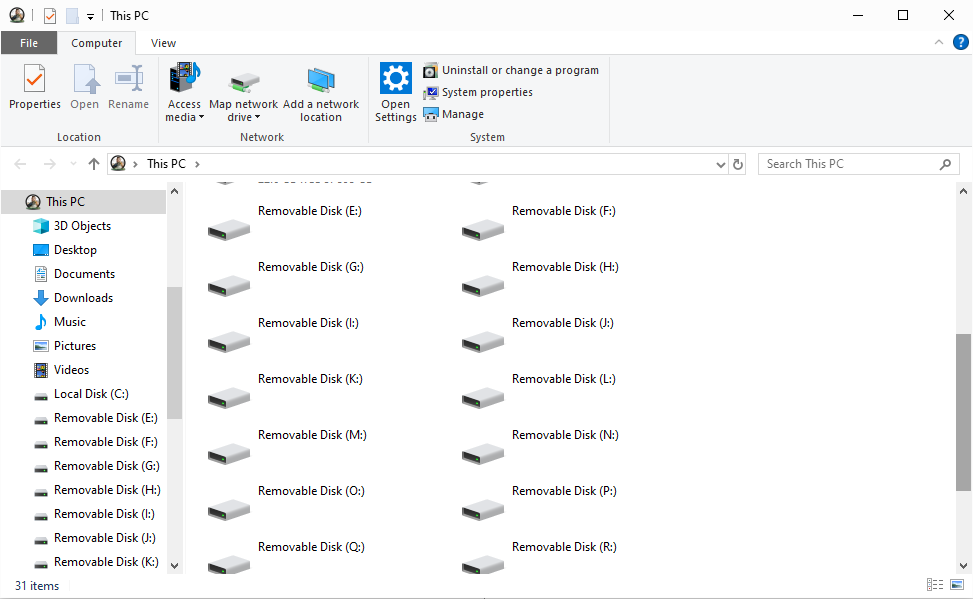 This PC
File
Computer
View
Properties
Open
Rename
Access media
Map network drive
Add a network location
Open Settings
Uninstall or change a program
System properties
Manage
Location
Network
System
This PC
Search This PC
This PC
3D Objects
Desktop
Documents
Downloads
Music
Pictures
Videos
Local Disk (C:)
Removable Disk (E:)
Removable Disk (F:)
Removable Disk (G:)
Removable Disk (H:)
Removable Disk (I:)
Removable Disk (J:)
Removable Disk (K:)
Removable Disk (E:)
Removable Disk (F:)
Removable Disk (G:)
Removable Disk (H:)
Removable Disk (I:)
Removable Disk (J:)
Removable Disk (K:)
Removable Disk (L:)
Removable Disk (M:)
Removable Disk (N:)
Removable Disk (O:)
Removable Disk (P:)
Removable Disk (Q:)
Removable Disk (R:)
31 items